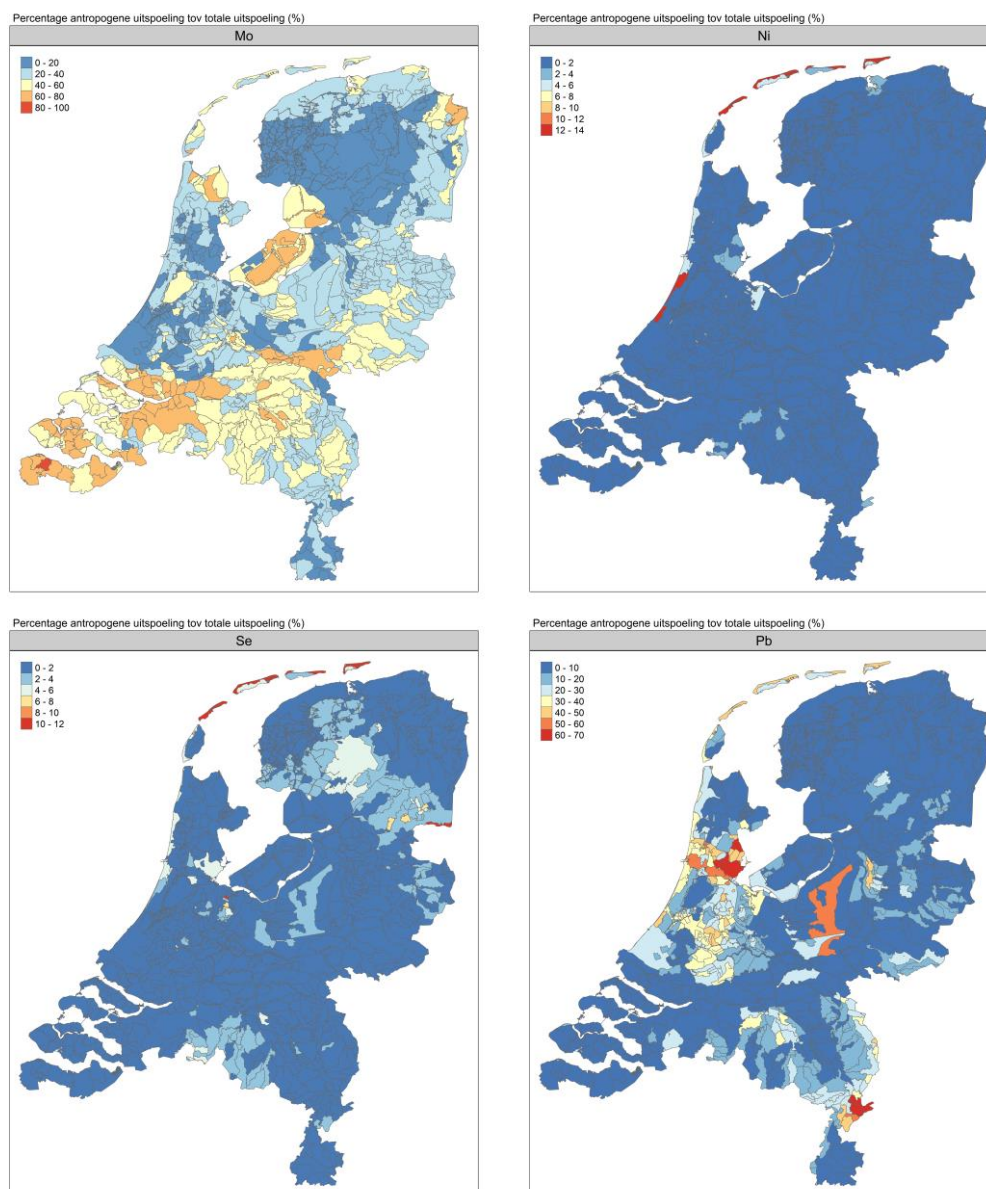 Percentage antropogene uitspoeling tov totale uitspoeling (%)
Mo
0 - 20
20 - 40
40 - 60
60 - 80
80 - 100
Percentage antropogene uitspoeling tov totale uitspoeling (%)
Ni
0 - 2
2 - 4
4 - 6
6 - 8
8 - 10
10 - 12
12 - 14
Percentage antropogene uitspoeling tov totale uitspoeling (%)
Se
0 - 2
2 - 4
4 - 6
6 - 8
8 - 10
10 - 12
Percentage antropogene uitspoeling tov totale uitspoeling (%)
Pb
0 - 10
10 - 20
20 - 30
30 - 40
40 - 50
50 - 60
60 - 70